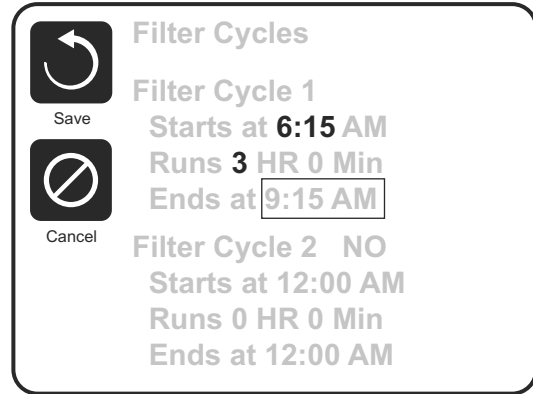 Filter Cycles
Save
Filter Cycle 1
Starts at 6:15 AM
Runs 3 HR 0 Min
Ends at 9:15 AM
Cancel
Filter Cycle 2 NO
Starts at 12:00 AM
Runs 0 HR 0 Min
Ends at 12:00 AM